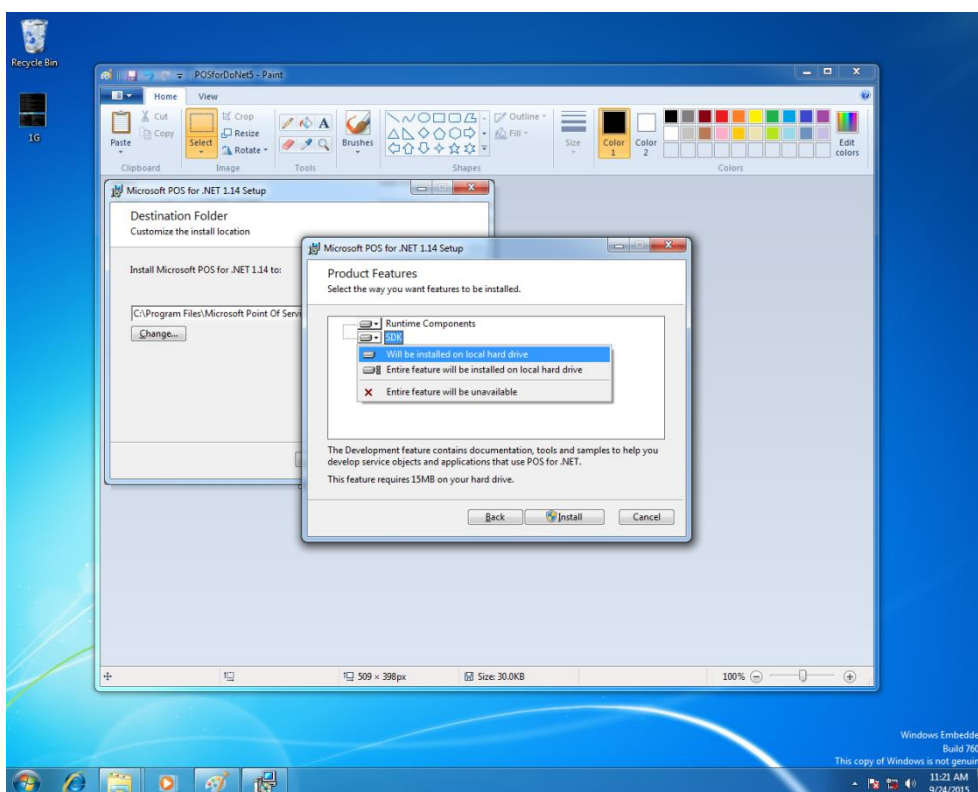 Recycle Bin
1G
POSforDoNet5 - Paint
Home View
Cut
Copy
Paste
Clipboard
Select
Crop
Resize
Rotate
Image
Tools
Brushes
Outline
Fill
Shapes
Size
Color 1
Color 2
Edit colors
Colors
Microsoft POS for .NET 1.14 Setup
Destination Folder
Customize the install location
Install Microsoft POS for .NET 1.14 to:
C:\Program Files\Microsoft Point Of Servi
Change...
Microsoft POS for .NET 1.14 Setup
Product Features
Select the way you want features to be installed.
Runtime Components
SDK
Will be installed on local hard drive
Entire feature will be installed on local hard drive
Entire feature will be unavailable
The Development feature contains documentation, tools and samples to help you
develop service objects and applications that use POS for .NET.
This feature requires 15MB on your hard drive.
Back Install Cancel
509 × 398px
Size: 30.0KB
100%
Windows Embedde
Build 760
This copy of Windows is not genuin
11:21 AM
9/24/2015